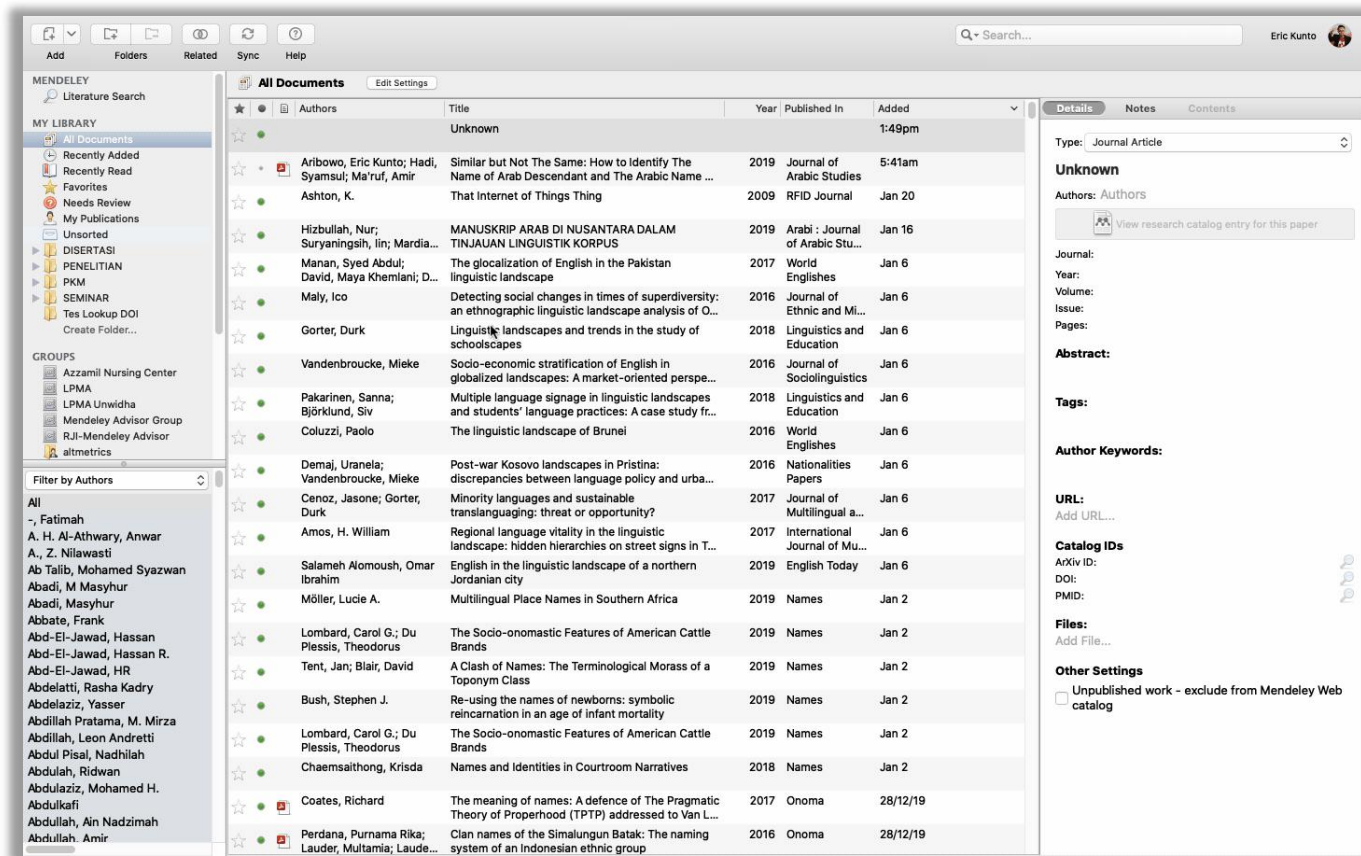 Search...
Eric Kunto
Add
Folders
Related
Sync
Help
MENDELEY
Literature Search
MY LIBRARY
All Documents
Recently Added
Recently Read
Favorites
Needs Review
My Publications
Unsorted
DISERTASI
PENELITIAN
PKM
SEMINAR
Tes Lookup DOI
Create Folder...
GROUPS
Azzamil Nursing Center
LPMA
LPMA Unwidha
Mendeley Advisor Group
RJI-Mendeley Advisor
altmetrics
Filter by Authors
All
-, Fatimah
A. H. Al-Athwary, Anwar
A., Z. Nilawasti
Ab Talib, Mohamed Syazwan
Abadi, M Masyhur
Abadi, Masyhur
Abbate, Frank
Abd-El-Jawad, Hassan
Abd-El-Jawad, Hassan R.
Abd-El-Jawad, HR
Abdelatti, Rasha Kadry
Abdelaziz, Yasser
Abdillah Pratama, M. Mirza
Abdillah, Leon Andretti
Abdul Pisal, Nadhilah
Abdulah, Ridwan
Abdulaziz, Mohamed H.
Abdulkafi
Abdullah, Ain Nadzimah
Abdullah, Amir
All Documents
Edit Settings
Authors Title Year Published In Added
Unknown 1:49pm
Aribowo, Eric Kunto; Hadi, Similar but Not The Same: How to Identify The 2019 Journal of 5:41am
Syamsul; Ma'ruf, Amir Name of Arab Descendant and The Arabic Name ... Arabic Studies
Ashton, K. That Internet of Things Thing 2009 RFID Journal Jan 20
Hizbullah, Nur; MANUSKRIP ARAB DI NUSANTARA DALAM 2019 Arabi : Journal Jan 16
Suryaningsih, Iin; Mardia... TINJAUAN LINGUISTIK KORPUS of Arabic Stu...
Manan, Syed Abdul; The glocalization of English in the Pakistan 2017 World Jan 6
David, Maya Khemlani; D... linguistic landscape Englishes
Maly, Ico Detecting social changes in times of superdiversity: 2016 Journal of Jan 6
an ethnographic linguistic landscape analysis of O... Ethnic and Mi...
Gorter, Durk Linguistic landscapes and trends in the study of 2018 Linguistics and Jan 6
schoolscapes Education
Vandenbroucke, Mieke Socio-economic stratification of English in 2016 Journal of Jan 6
globalized landscapes: A market-oriented perspe... Sociolinguistics
Pakarinen, Sanna; Multiple language signage in linguistic landscapes 2018 Linguistics and Jan 6
Björklund, Siv and students' language practices: A case study fr... Education
Coluzzi, Paolo The linguistic landscape of Brunei 2016 World Jan 6
Englishes
Demaj, Uranela; Post-war Kosovo landscapes in Pristina: 2016 Nationalities Jan 6
Vandenbroucke, Mieke discrepancies between language policy and urba... Papers
Cenoz, Jasone; Gorter, Minority languages and sustainable 2017 Journal of Jan 6
Durk translanguaging: threat or opportunity? Multilingual a...
Amos, H. William Regional language vitality in the linguistic 2017 International Jan 6
landscape: hidden hierarchies on street signs in T... Journal of Mu...
Salameh Alomoush, Omar English in the linguistic landscape of a northern 2019 English Today Jan 6
Ibrahim Jordanian city
Möller, Lucie A. Multilingual Place Names in Southern Africa 2019 Names Jan 2
Lombard, Carol G.; Du The Socio-onomastic Features of American Cattle 2019 Names Jan 2
Plessis, Theodorus Brands
Tent, Jan; Blair, David A Clash of Names: The Terminological Morass of a 2019 Names Jan 2
Toponym Class
Bush, Stephen J. Re-using the names of newborns: symbolic 2019 Names Jan 2
reincarnation in an age of infant mortality
Lombard, Carol G.; Du The Socio-onomastic Features of American Cattle 2019 Names Jan 2
Plessis, Theodorus Brands
Chaemsaithong, Krisda Names and Identities in Courtroom Narratives 2018 Names Jan 2
Coates, Richard The meaning of names: A defence of The Pragmatic 2017 Onoma 28/12/19
Theory of Properhood (TPTP) addressed to Van L...
Perdana, Purnama Rika; Clan names of the Simalungun Batak: The naming 2016 Onoma 28/12/19
Lauder, Multamia; Laude... system of an Indonesian ethnic group
Details Notes Contents
Type: Journal Article
Unknown
Authors: Authors
View research catalog entry for this paper
Journal:
Year:
Volume:
Issue:
Pages:
Abstract:
Tags:
Author Keywords:
URL:
Add URL...
Catalog IDs
ArXiv ID:
DOI:
PMID:
Files:
Add File...
Other Settings
Unpublished work - exclude from Mendeley Web
catalog